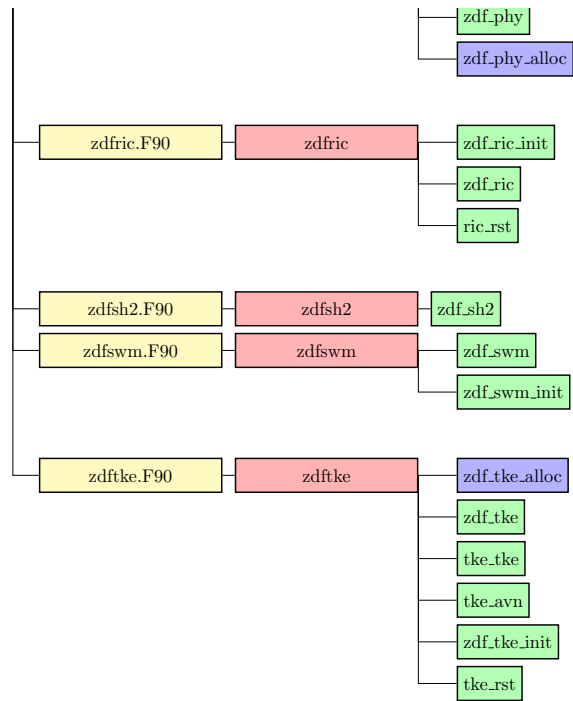 zdf_phy
zdf_phy_alloc
zdfric.F90 zdfric zdf_ric_init
zdf_ric
ric_rst
zdfsh2.F90 zdfsh2 zdf_sh2
zdfswm.F90 zdfswm zdf_swm
zdf_swm_init
zdftke.F90 zdftke zdf_tke_alloc
zdf_tke
tke_tke
tke_avn
zdf_tke_init
tke_rst